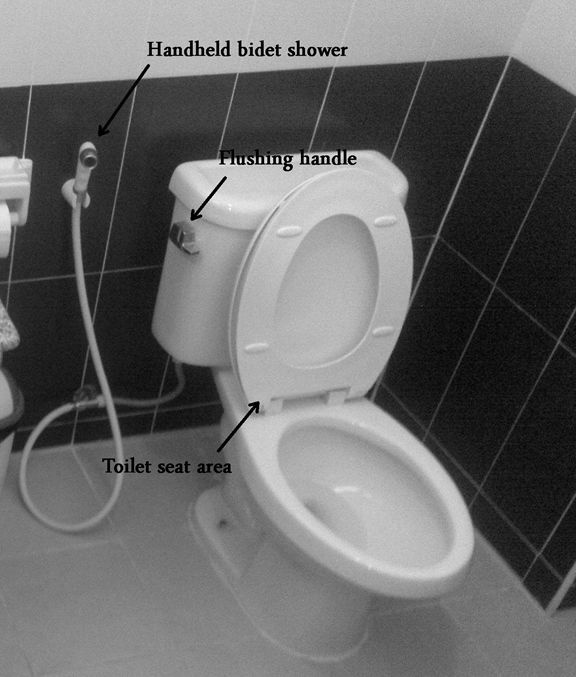 Handheld bidet shower
Flushing handle
Toilet seat area